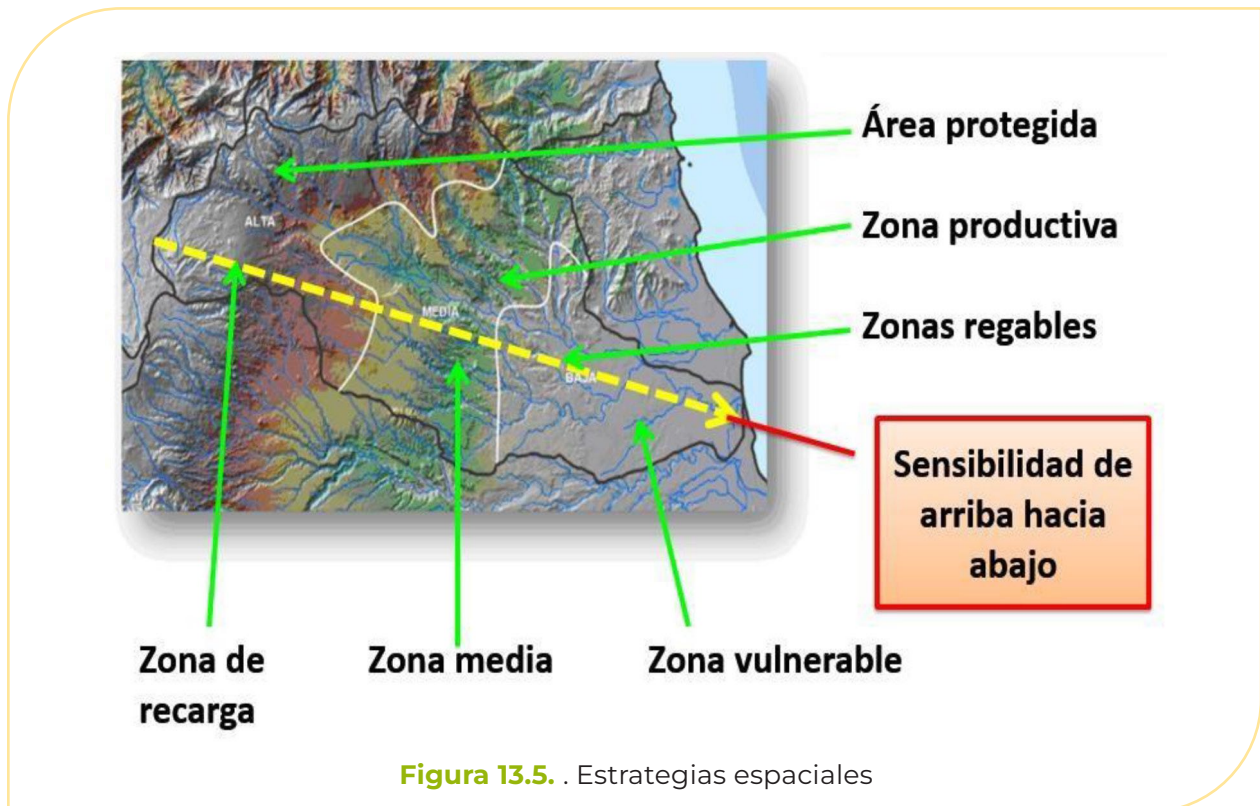 Área protegida
ALTA
Zona productiva
MEDIA
Zonas regables
BAJA
Sensibilidad de
arriba hacia
abajo
Zona de
recarga
Zona media
Zona vulnerable
Figura 13.5. . Estrategias espaciales